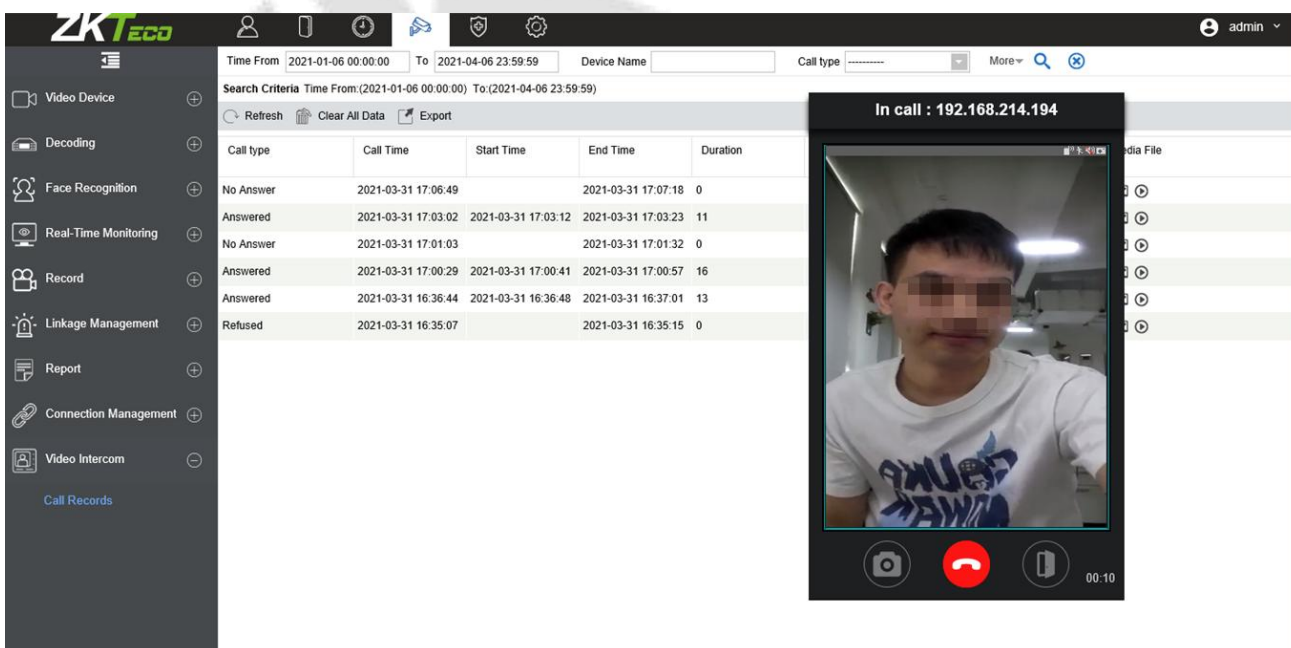 ZKTeco
admin
Time From 2021-01-06 00:00:00 To 2021-04-06 23:59:59 Device Name Call type ---------- More
Search Criteria Time From:(2021-01-06 00:00:00) To:(2021-04-06 23:59:59)
Refresh Clear All Data Export
In call : 192.168.214.194
Call type Call Time Start Time End Time Duration dia File
No Answer 2021-03-31 17:06:49 2021-03-31 17:07:18 0
Answered 2021-03-31 17:03:02 2021-03-31 17:03:12 2021-03-31 17:03:23 11
No Answer 2021-03-31 17:01:03 2021-03-31 17:01:32 0
Answered 2021-03-31 17:00:29 2021-03-31 17:00:41 2021-03-31 17:00:57 16
Answered 2021-03-31 16:36:44 2021-03-31 16:36:48 2021-03-31 16:37:01 13
Refused 2021-03-31 16:35:07 2021-03-31 16:35:15 0
Video Device
Decoding
Face Recognition
Real-Time Monitoring
Record
Linkage Management
Report
Connection Management
Video Intercom
Call Records
00:10